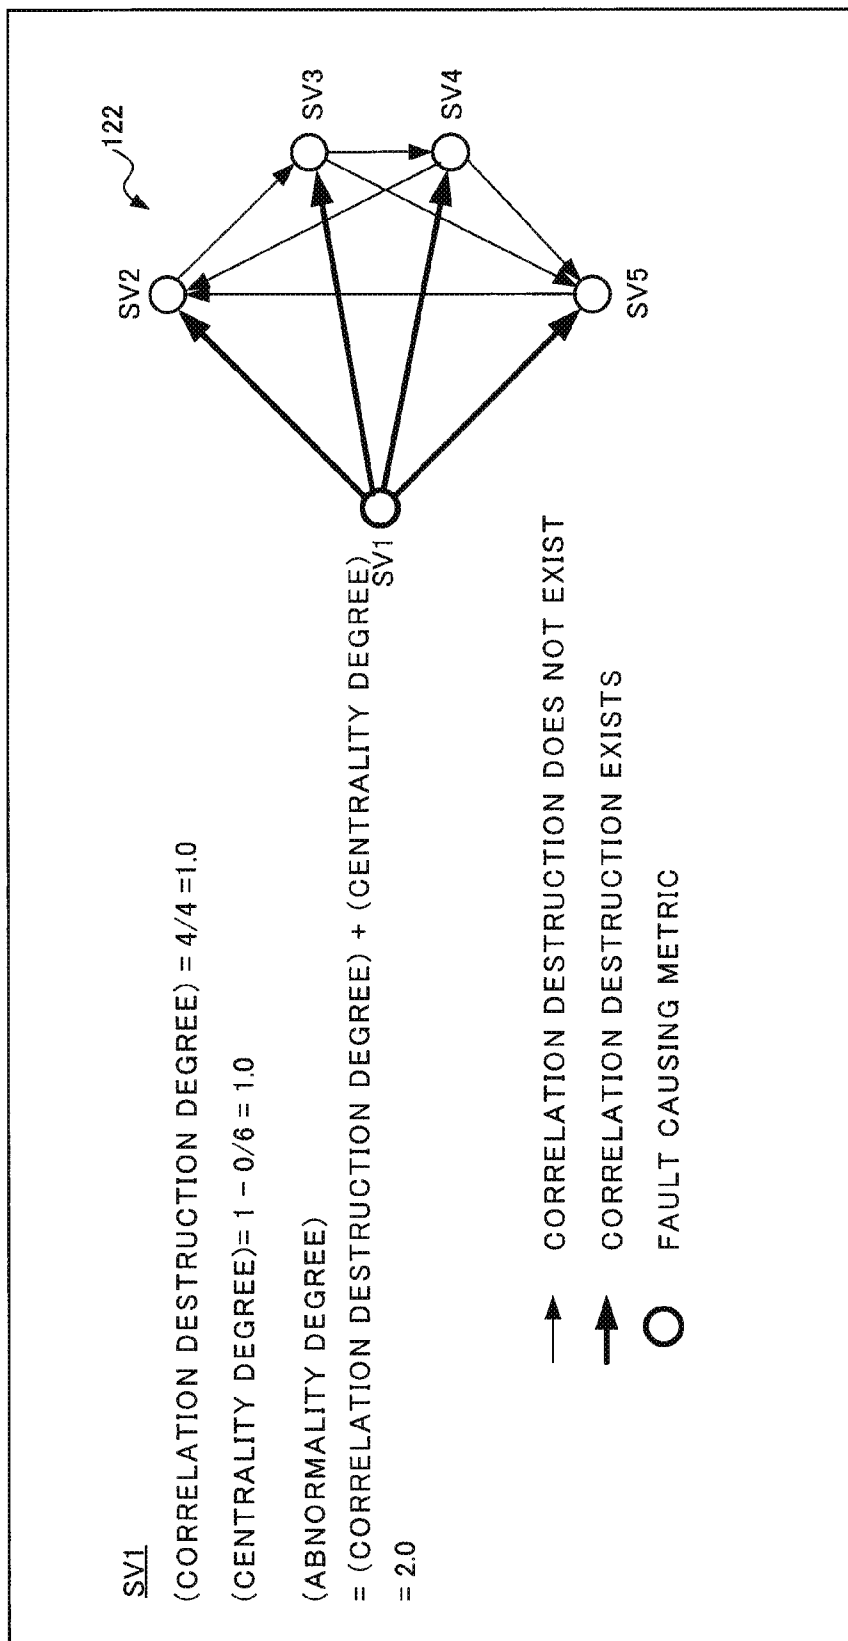 SV1
(CORRELATION DESTRUCTION DEGREE) = 4/4 =1.0
(CENTRALITY DEGREE)= 1 – 0/6 = 1.0
(ABNORMALITY DEGREE)
= (CORRELATION DESTRUCTION DEGREE) + (CENTRALITY DEGREE)
= 2.0
122
SV2
SV3
SV4
SV1
SV5
CORRELATION DESTRUCTION DOES NOT EXIST
CORRELATION DESTRUCTION EXISTS
FAULT CAUSING METRIC